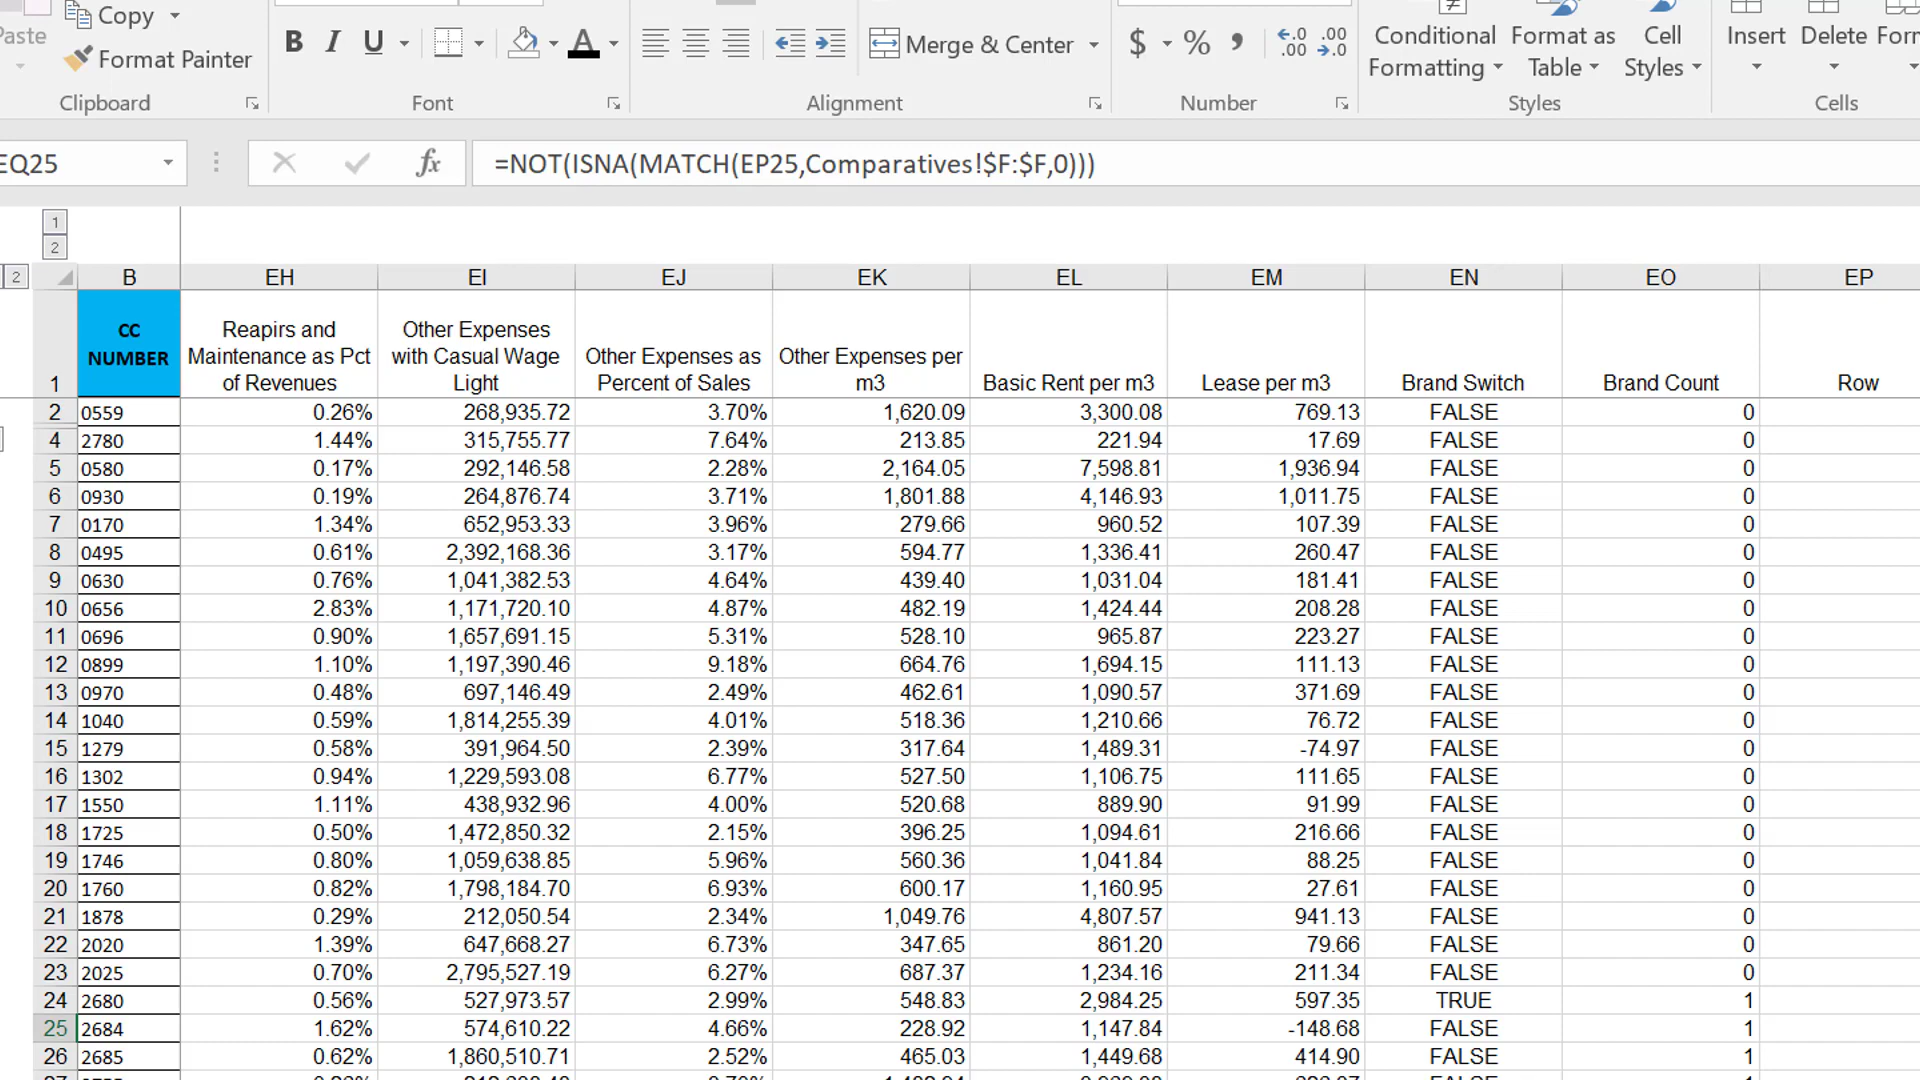 Paste
Copy
Format Painter
Clipboard
B I U A
Font
Merge & Center
Alignment
$ % , .0 .00 .00 .0
Number
Conditional Formatting
Format as Table
Cell Styles
Styles
Insert Delete
Cells
EQ25 fx =NOT(ISNA(MATCH(EP25,Comparatives!$F:$F,0)))
1
2
2 B EH EI EJ EK EL EM EN EO EP
1 CC NUMBER Reapirs and Maintenance as Pct of Revenues Other Expenses with Casual Wage Light Other Expenses as Percent of Sales Other Expenses per m3 Basic Rent per m3 Lease per m3 Brand Switch Brand Count Row
2 0559 0.26% 268,935.72 3.70% 1,620.09 3,300.08 769.13 FALSE 0
4 2780 1.44% 315,755.77 7.64% 213.85 221.94 17.69 FALSE 0
5 0580 0.17% 292,146.58 2.28% 2,164.05 7,598.81 1,936.94 FALSE 0
6 0930 0.19% 264,876.74 3.71% 1,801.88 4,146.93 1,011.75 FALSE 0
7 0170 1.34% 652,953.33 3.96% 279.66 960.52 107.39 FALSE 0
8 0495 0.61% 2,392,168.36 3.17% 594.77 1,336.41 260.47 FALSE 0
9 0630 0.76% 1,041,382.53 4.64% 439.40 1,031.04 181.41 FALSE 0
10 0656 2.83% 1,171,720.10 4.87% 482.19 1,424.44 208.28 FALSE 0
11 0696 0.90% 1,657,691.15 5.31% 528.10 965.87 223.27 FALSE 0
12 0899 1.10% 1,197,390.46 9.18% 664.76 1,694.15 111.13 FALSE 0
13 0970 0.48% 697,146.49 2.49% 462.61 1,090.57 371.69 FALSE 0
14 1040 0.59% 1,814,255.39 4.01% 518.36 1,210.66 76.72 FALSE 0
15 1279 0.58% 391,964.50 2.39% 317.64 1,489.31 -74.97 FALSE 0
16 1302 0.94% 1,229,593.08 6.77% 527.50 1,106.75 111.65 FALSE 0
17 1550 1.11% 438,932.96 4.00% 520.68 889.90 91.99 FALSE 0
18 1725 0.50% 1,472,850.32 2.15% 396.25 1,094.61 216.66 FALSE 0
19 1746 0.80% 1,059,638.85 5.96% 560.36 1,041.84 88.25 FALSE 0
20 1760 0.82% 1,798,184.70 6.93% 600.17 1,160.95 27.61 FALSE 0
21 1878 0.29% 212,050.54 2.34% 1,049.76 4,807.57 941.13 FALSE 0
22 2020 1.39% 647,668.27 6.73% 347.65 861.20 79.66 FALSE 0
23 2025 0.70% 2,795,527.19 6.27% 687.37 1,234.16 211.34 FALSE 0
24 2680 0.56% 527,973.57 2.99% 548.83 2,984.25 597.35 TRUE 1
25 2684 1.62% 574,610.22 4.66% 228.92 1,147.84 -148.68 FALSE 1
26 2685 0.62% 1,860,510.71 2.52% 465.03 1,449.68 414.90 FALSE 1